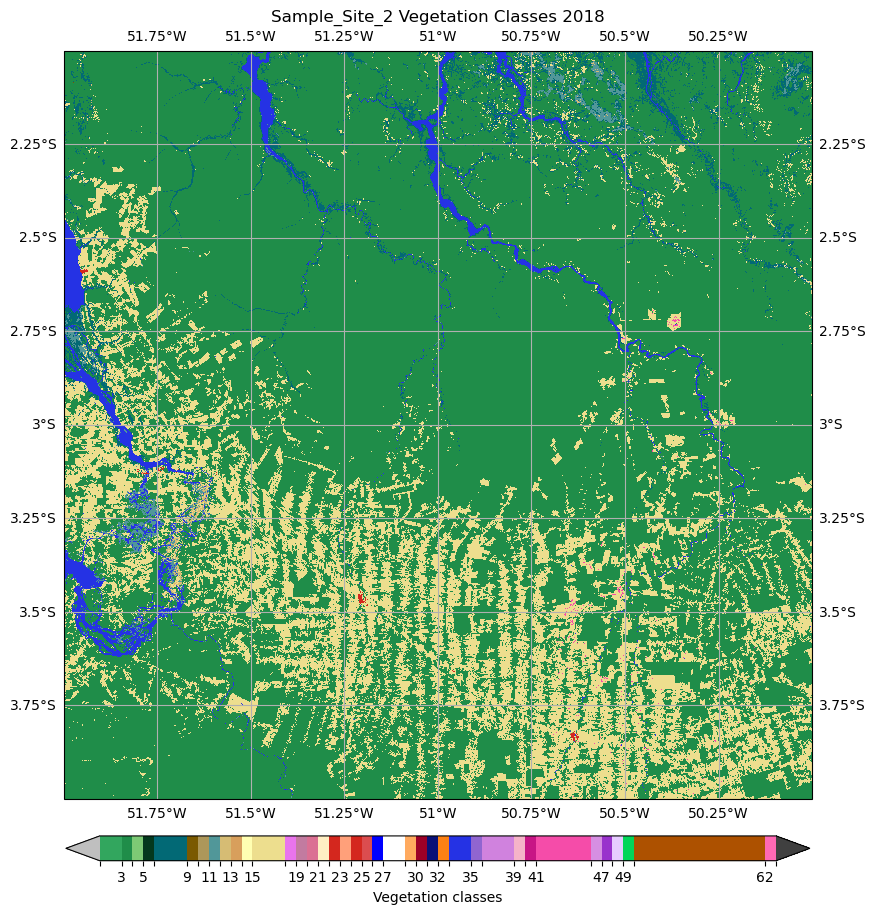 Sample_Site_2 Vegetation Classes 2018
51.75°W 51.5°W 51.25°W 51°W 50.75°W 50.5°W 50.25°W
2.25°S 2.25°S
2.5°S 2.5°S
2.75°S 2.75°S
3°S 3°S
3.25°S 3.25°S
3.5°S 3.5°S
3.75°S 3.75°S
51.75°W 51.5°W 51.25°W 51°W 50.75°W 50.5°W 50.25°W
3 5 9 11 13 15 19 21 23 25 27 30 32 35 39 41 47 49 62
Vegetation classes